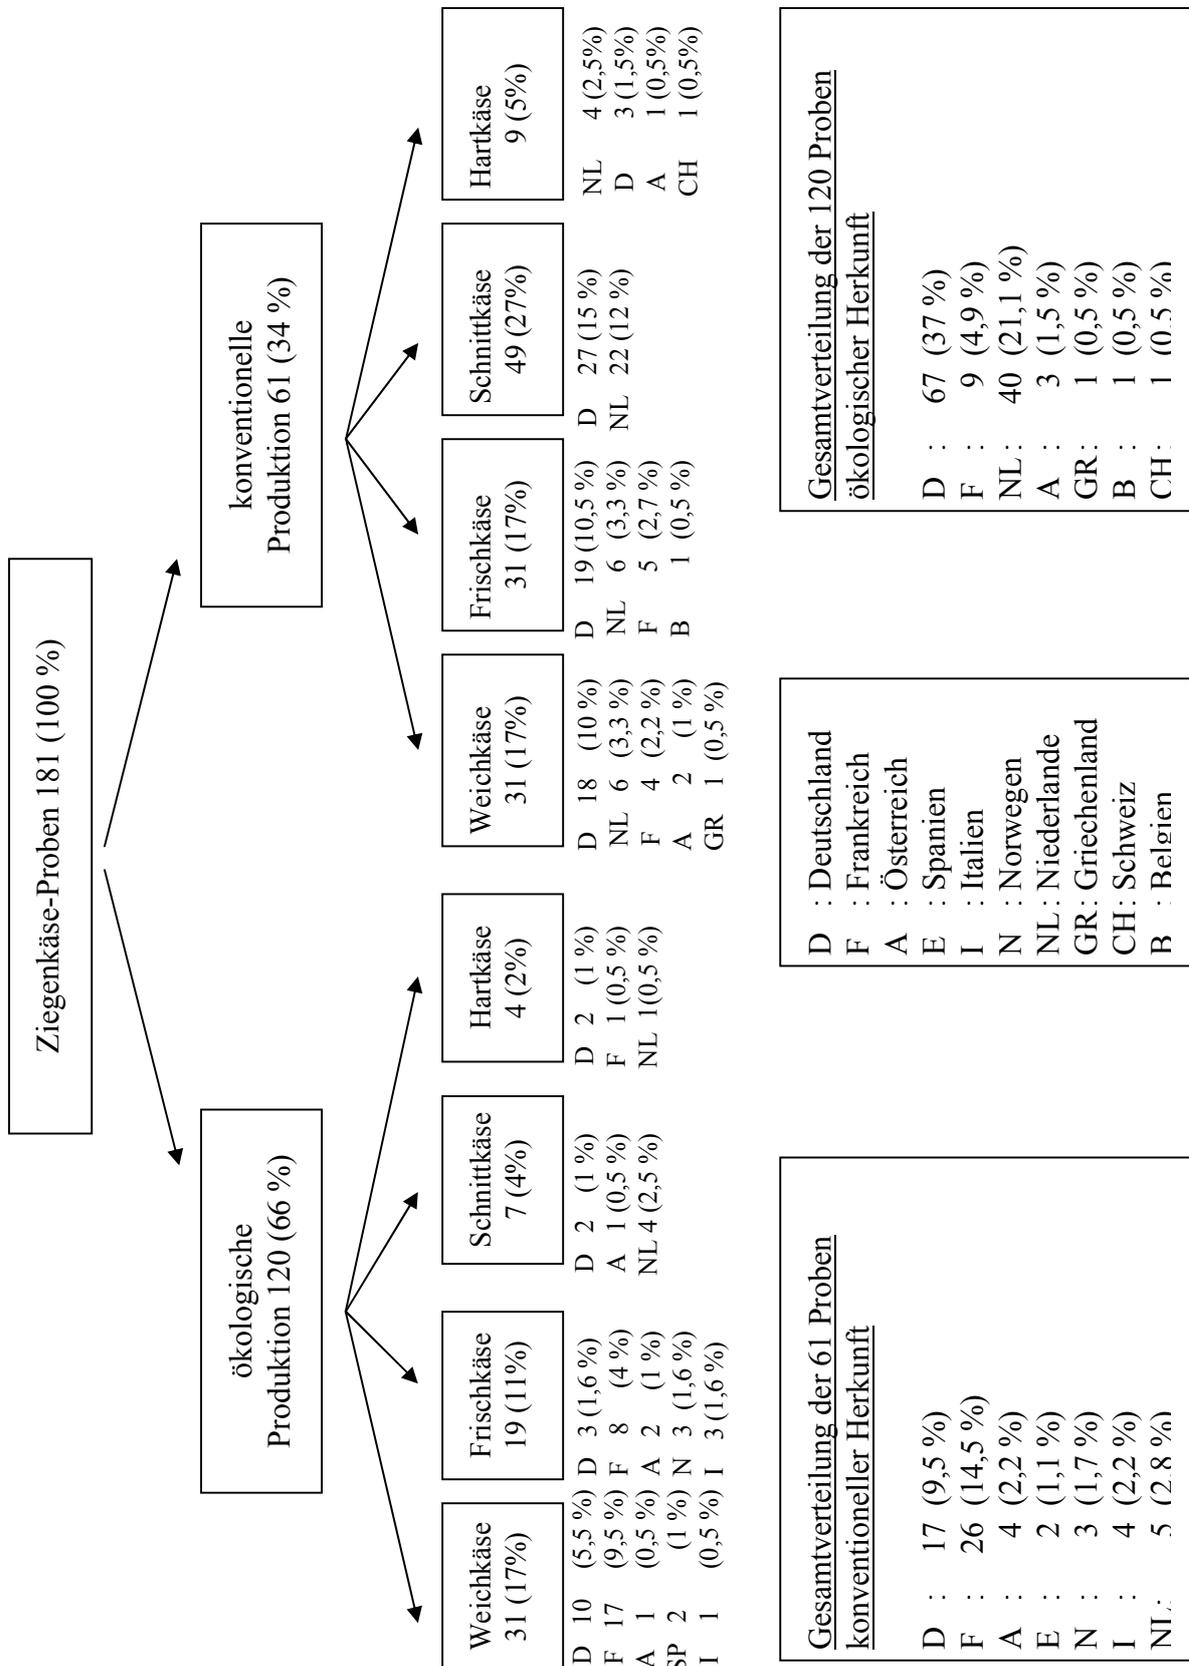 Ziegenkäse-Proben 181 (100 %)
ökologische
Produktion 120 (66 %)
konventionelle
Produktion 61 (34 %)
Weichkäse
31 (17%)
D 10 (5,5 %)
F 17 (9,5 %)
A 1 (0,5 %)
SP 2 (1 %)
I 1 (0,5 %)
Frischkäse
19 (11%)
D 3 (1,6 %)
F 8 (4 %)
A 2 (1 %)
N 3 (1,6 %)
I 3 (1,6 %)
Schnittkäse
7 (4%)
D 2 (1 %)
A 1 (0,5 %)
NL 4 (2,5 %)
Hartkäse
4 (2%)
D 2 (1 %)
F 1 (0,5 %)
NL 1(0,5 %)
Weichkäse
31 (17%)
D 18 (10 %)
NL 6 (3,3 %)
F 4 (2,2 %)
A 2 (1 %)
GR 1 (0,5 %)
Frischkäse
31 (17%)
D 19 (10,5 %)
NL 6 (3,3 %)
F 5 (2,7 %)
B 1 (0,5 %)
Schnittkäse
49 (27%)
D 27 (15 %)
NL 22 (12 %)
Hartkäse
9 (5%)
NL 4 (2,5%)
D 3 (1,5%)
A 1 (0,5%)
CH 1 (0,5%)
Gesamtverteilung der 61 Proben
konventioneller Herkunft
D : 17 (9,5 %)
F : 26 (14,5 %)
A : 4 (2,2 %)
E : 2 (1,1 %)
N : 3 (1,7 %)
I : 4 (2,2 %)
NL: 5 (2,8 %)
D : Deutschland
F : Frankreich
A : Österreich
E : Spanien
I : Italien
N : Norwegen
NL : Niederlande
GR : Griechenland
CH : Schweiz
B : Belgien
Gesamtverteilung der 120 Proben
ökologischer Herkunft
D : 67 (37 %)
F : 9 (4,9 %)
NL : 40 (21,1 %)
A : 3 (1,5 %)
GR : 1 (0,5 %)
B : 1 (0,5 %)
CH : 1 (0,5 %)